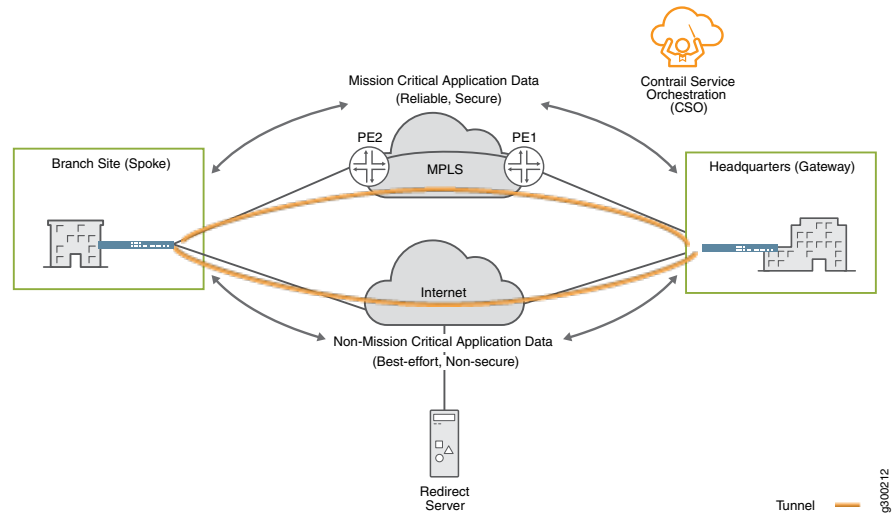 Mission Critical Application Data
(Reliable, Secure)
Contrail Service
Orchestration
(CSO)
PE2
PE1
MPLS
Branch Site (Spoke)
Headquarters (Gateway)
Internet
Non-Mission Critical Application Data
(Best-effort, Non-secure)
Redirect
Server
Tunnel
g300212